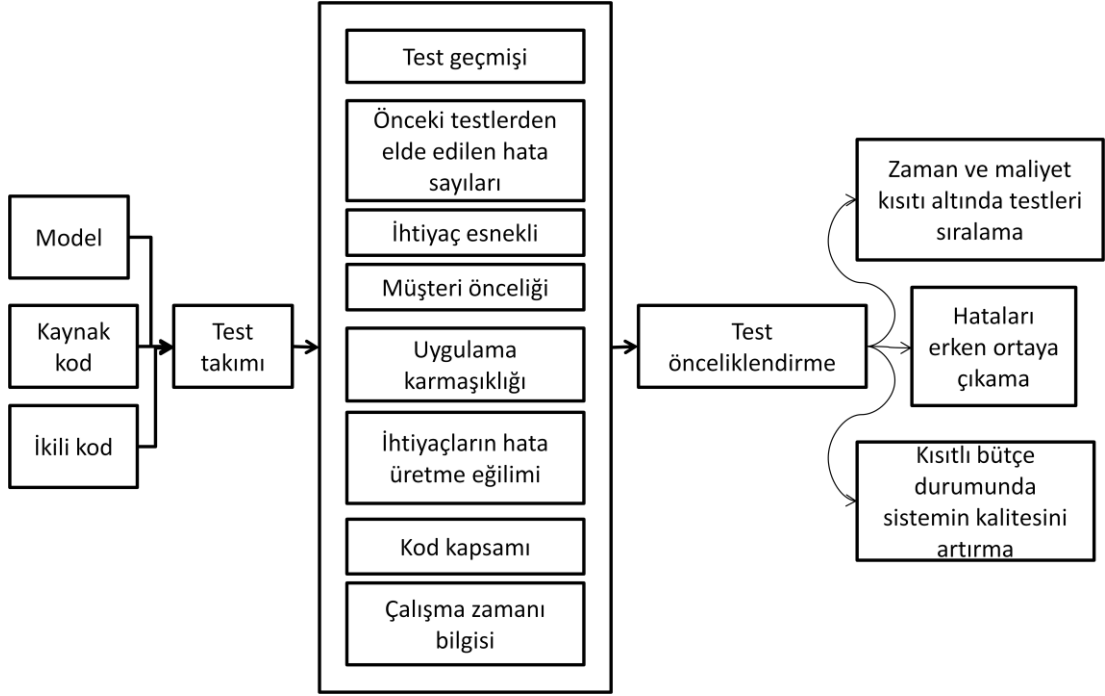 Model
Kaynak
kod
İkili kod
Test
takımı
Test geçmişi
Önceki testlerden
elde edilen hata
sayıları
İhtiyaç esnekli
Müşteri önceliği
Uygulama
karmaşıklığı
İhtiyaçların hata
üretme eğilimi
Kod kapsamı
Çalışma zamanı
bilgisi
Test
önceliklendirme
Zaman ve maliyet
kısıtı altında testleri
sıralama
Hataları
erken ortaya
çıkama
Kısıtlı bütçe
durumunda
sistemin kalitesini
artırma